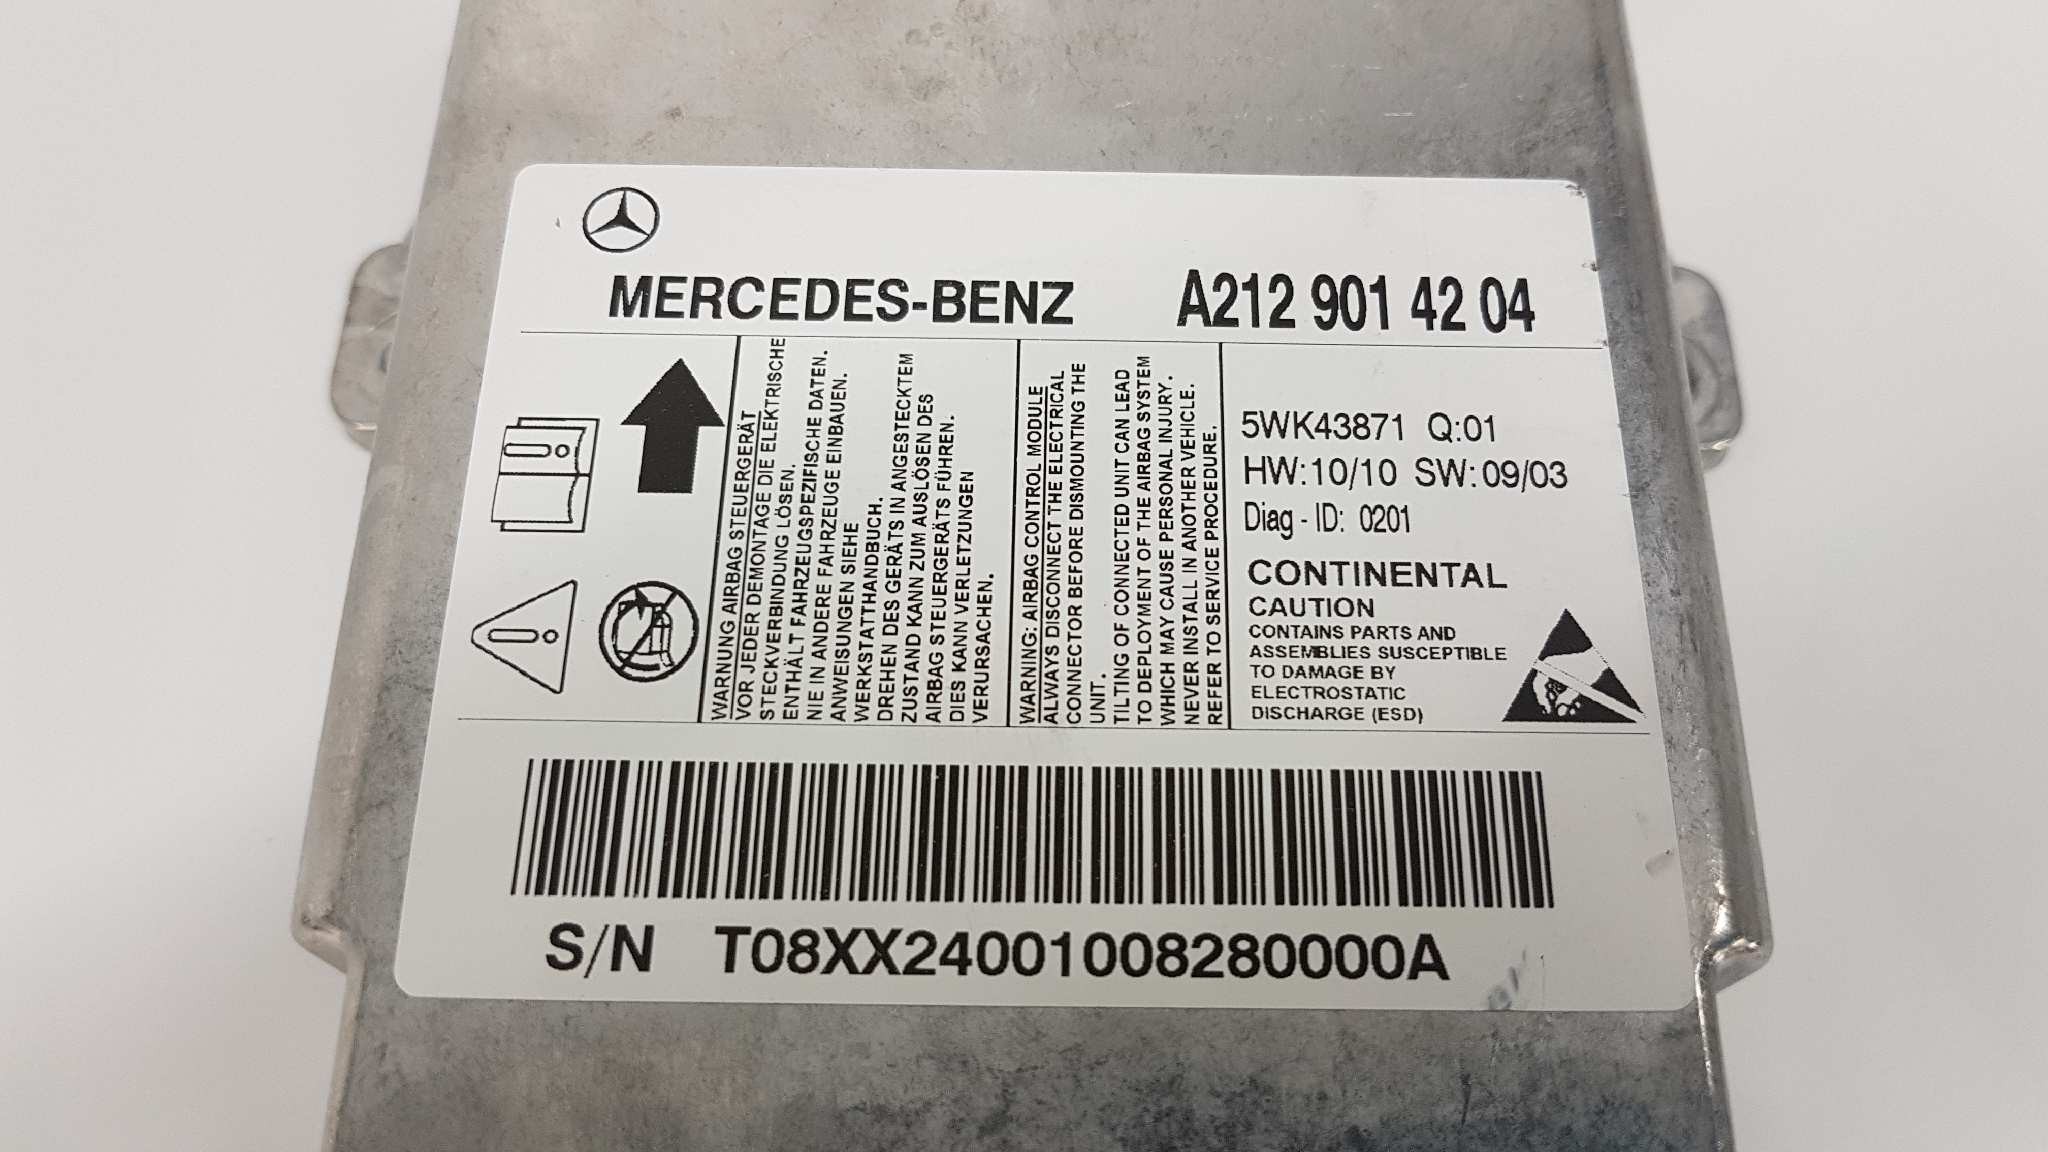 MERCEDES-BENZ A212 901 42 04
WARNUNG AIRBAG STEUERGERÄT
VOR JEDER DEMONTAGE DIE ELEKTRISCHE
STECKVERBINDUNG LÖSEN.
ENTHÄLT FAHRZEUGSPEZIFISCHE DATEN.
NIE IN ANDERE FAHRZEUGE EINBAUEN.
ANWEISUNGEN SIEHE
WERKSTATTHANDBUCH.
DREHEN DES GERÄTS IN ANGESTECKTEM
ZUSTAND KANN ZUM AUSLÖSEN DES
AIRBAG STEUERGERÄTS FÜHREN.
DIES KANN VERLETZUNGEN
VERURSACHEN.
WARNING: AIRBAG CONTROL MODULE
ALWAYS DISCONNECT THE ELECTRICAL
CONNECTOR BEFORE DISMOUNTING THE
UNIT.
TILTING OF CONNECTED UNIT CAN LEAD
TO DEPLOYMENT OF THE AIRBAG SYSTEM
WHICH MAY CAUSE PERSONAL INJURY.
NEVER INSTALL IN ANOTHER VEHICLE.
REFER TO SERVICE PROCEDURE.
5WK43871 Q:01
HW:10/10 SW:09/03
Diag - ID: 0201
CONTINENTAL
CAUTION
CONTAINS PARTS AND
ASSEMBLIES SUSCEPTIBLE
TO DAMAGE BY
ELECTROSTATIC
DISCHARGE (ESD)
S/N T08XX24001008280000A